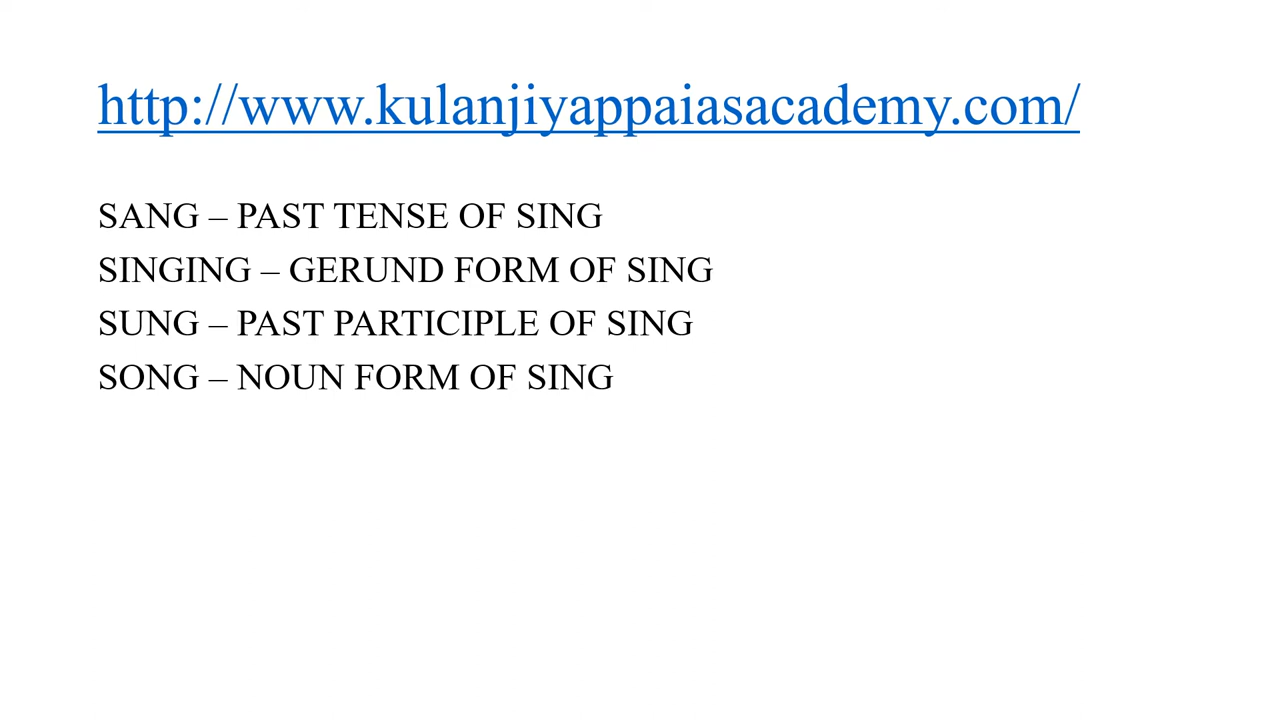 http://www.kulanjiyappaiasacademy.com/
SANG – PAST TENSE OF SING
SINGING – GERUND FORM OF SING
SUNG – PAST PARTICIPLE OF SING
SONG – NOUN FORM OF SING